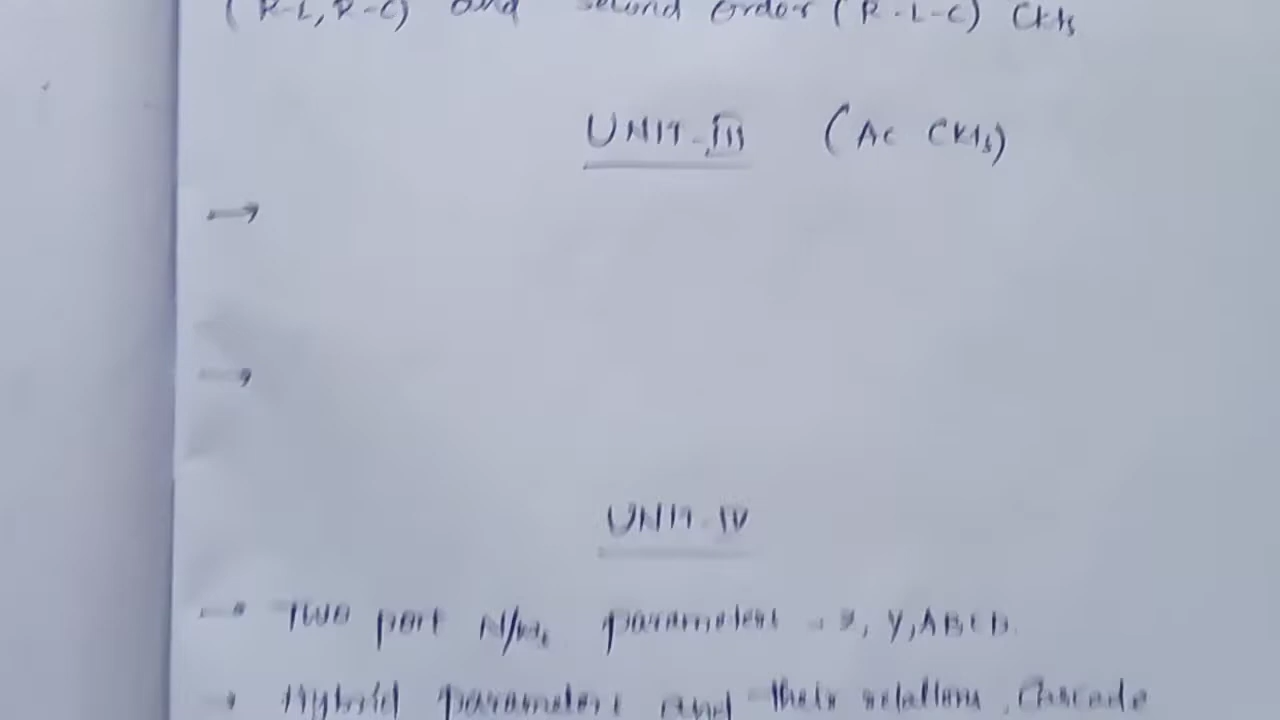 (R-L, R-C) and second order (R-L-C) Ckts
UNIT-III (AC CKts)
→
→
UNIT-IV
→ Two port N/w, parameters - Z, Y, ABCD.
→ Hybrid parameters and their relations, Cascade